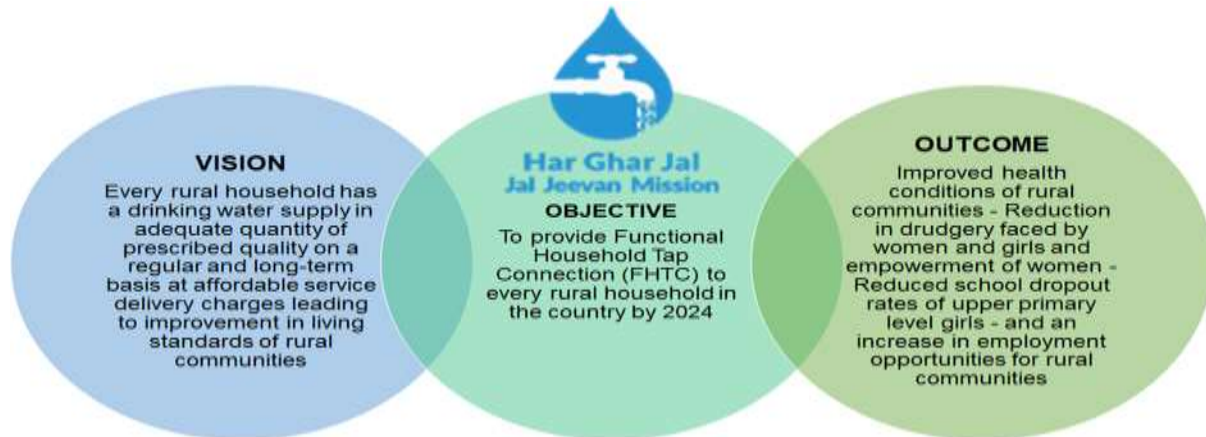 VISION
Every rural household has
a drinking water supply in
adequate quantity of
prescribed quality on a
regular and long-term
basis at affordable service
delivery charges leading
to improvement in living
standards of rural
communities
Har Ghar Jal
Jal Jeevan Mission
OBJECTIVE
To provide Functional
Household Tap
Connection (FHTC) to
every rural household in
the country by 2024
OUTCOME
Improved health
conditions of rural
communities - Reduction
in drudgery faced by
women and girls and
empowerment of women -
Reduced school dropout
rates of upper primary
level girls - and an
increase in employment
opportunities for rural
communities